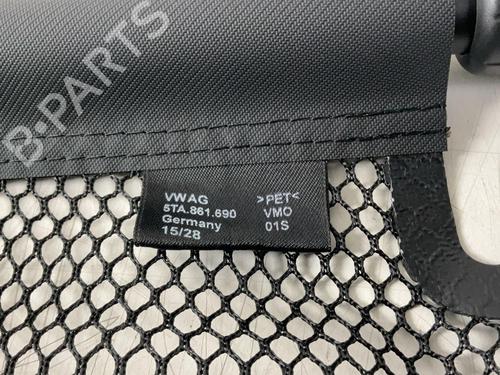 B-PARTS
VWAG >PET<
5TA.861.690 VMO
Germany 01S
15/28